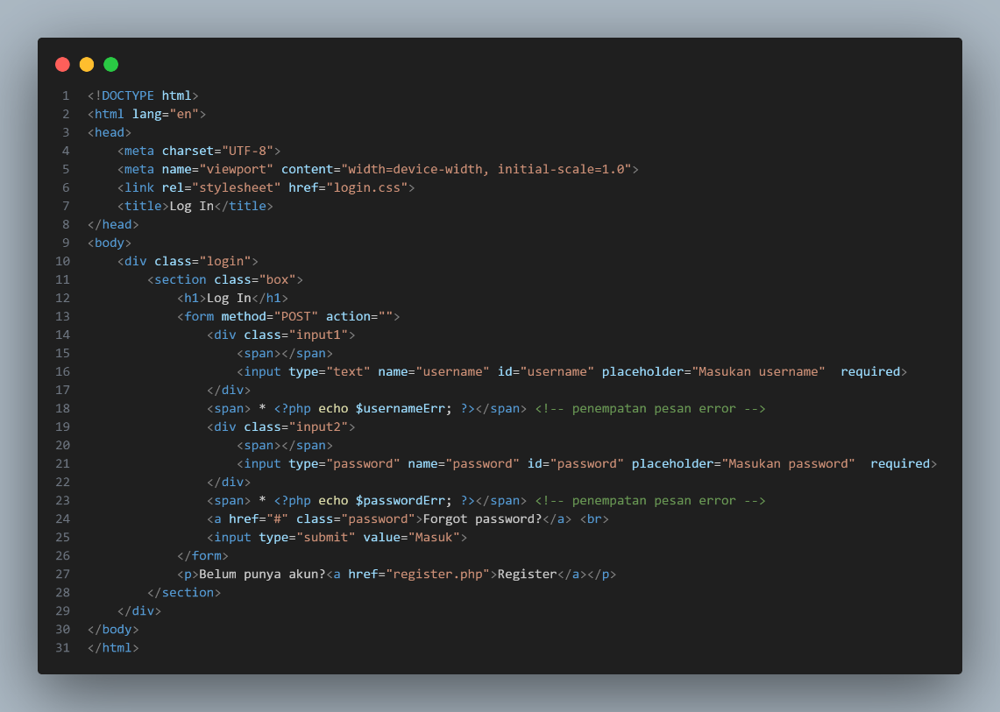 1 <!DOCTYPE html>
2 <html lang="en">
3 <head>
4     <meta charset="UTF-8">
5     <meta name="viewport" content="width=device-width, initial-scale=1.0">
6     <link rel="stylesheet" href="login.css">
7     <title>Log In</title>
8 </head>
9 <body>
10     <div class="login">
11         <section class="box">
12             <h1>Log In</h1>
13             <form method="POST" action="">
14                 <div class="input1">
15                     <span></span>
16                     <input type="text" name="username" id="username" placeholder="Masukan username"  required>
17                 </div>
18                 <span> * <?php echo $usernameErr; ?></span> <!-- penempatan pesan error -->
19                 <div class="input2">
20                     <span></span>
21                     <input type="password" name="password" id="password" placeholder="Masukan password"  required>
22                 </div>
23                 <span> * <?php echo $passwordErr; ?></span> <!-- penempatan pesan error -->
24                 <a href="#" class="password">Forgot password?</a> <br>
25                 <input type="submit" value="Masuk">
26             </form>
27             <p>Belum punya akun?<a href="register.php">Register</a></p>
28         </section>
29     </div>
30 </body>
31 </html>